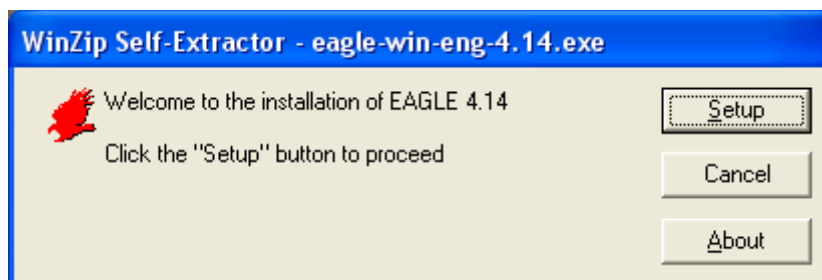 WinZip Self-Extractor - eagle-win-eng-4.14.exe
Welcome to the installation of EAGLE 4.14
Click the "Setup" button to proceed
Setup
Cancel
About